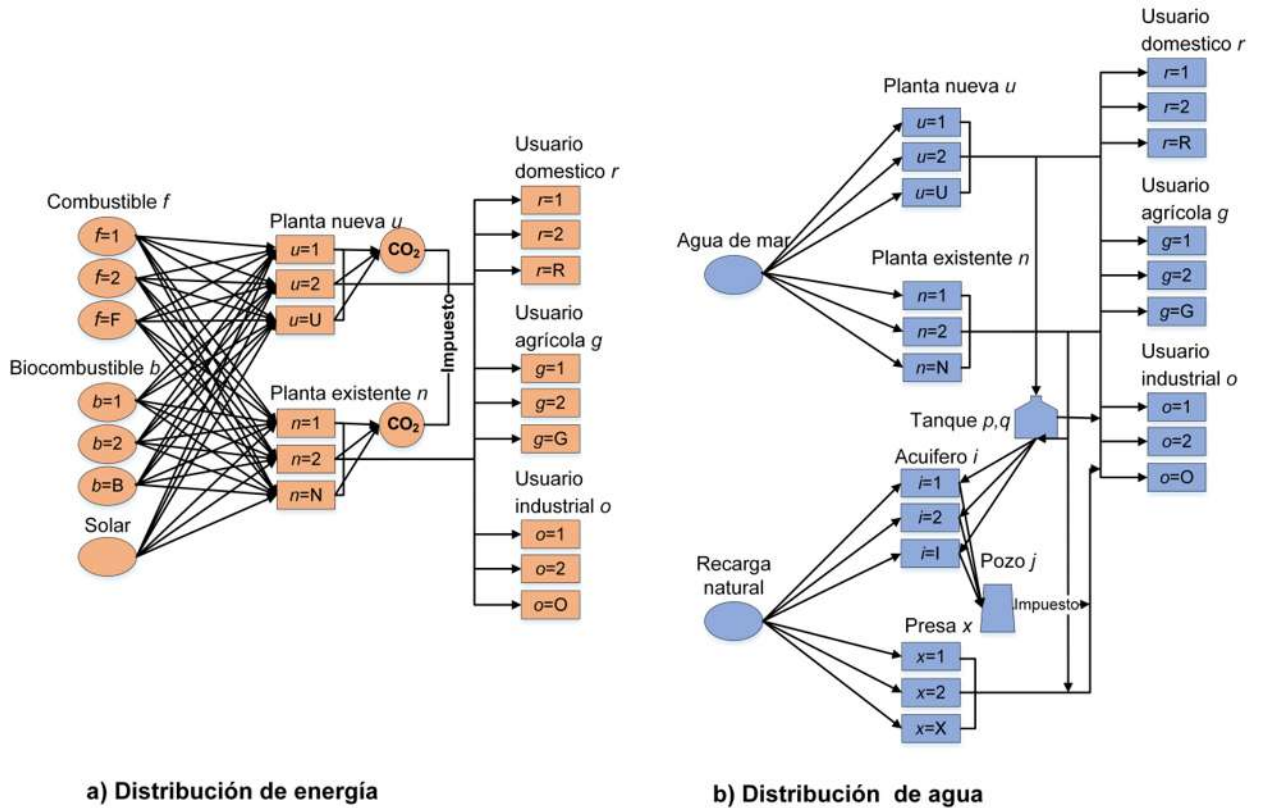 Combustible f
f=1
f=2
f=F
Biocombustible b
b=1
b=2
b=B
Solar
Planta nueva u
u=1
u=2
u=U
CO₂
Planta existente n
n=1
n=2
n=N
CO₂
Impuesto
Usuario
domestico r
r=1
r=2
r=R
Usuario
agrícola g
g=1
g=2
g=G
Usuario
industrial o
o=1
o=2
o=O
a) Distribución de energía
Agua de mar
Recarga
natural
Planta nueva u
u=1
u=2
u=U
Planta existente n
n=1
n=2
n=N
Tanque p,q
Acuifero i
i=1
i=2
i=I
Pozo j
Impuesto
Presa x
x=1
x=2
x=X
Usuario
domestico r
r=1
r=2
r=R
Usuario
agrícola g
g=1
g=2
g=G
Usuario
industrial o
o=1
o=2
o=O
b) Distribución de agua